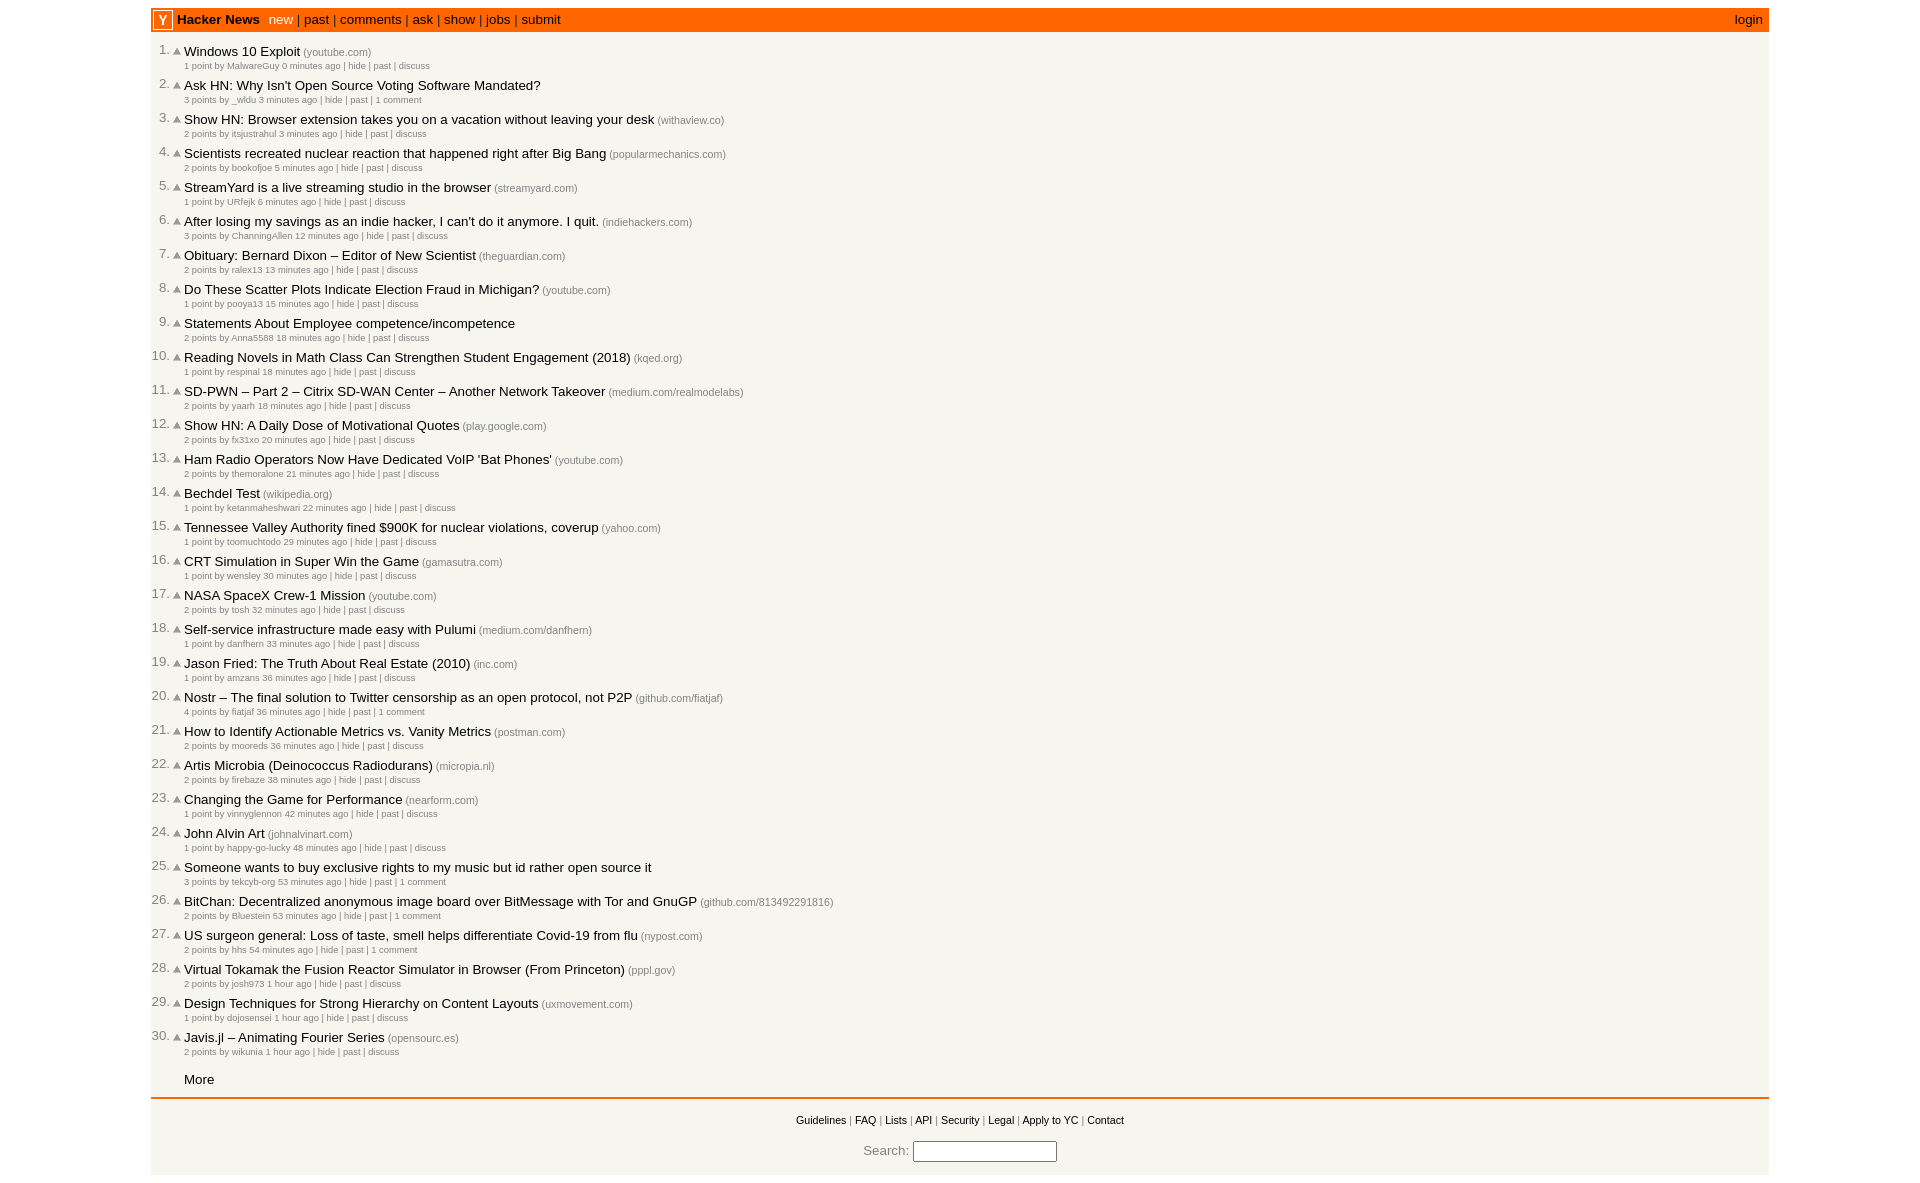 Y Hacker News new | past | comments | ask | show | jobs | submit login
1. Windows 10 Exploit (youtube.com)
1 point by MalwareGuy 0 minutes ago | hide | past | discuss
2. Ask HN: Why Isn't Open Source Voting Software Mandated?
3 points by _wldu 3 minutes ago | hide | past | 1 comment
3. Show HN: Browser extension takes you on a vacation without leaving your desk (withaview.co)
2 points by itsjustrahul 3 minutes ago | hide | past | discuss
4. Scientists recreated nuclear reaction that happened right after Big Bang (popularmechanics.com)
2 points by bookofjoe 5 minutes ago | hide | past | discuss
5. StreamYard is a live streaming studio in the browser (streamyard.com)
1 point by URfejk 6 minutes ago | hide | past | discuss
6. After losing my savings as an indie hacker, I can't do it anymore. I quit. (indiehackers.com)
3 points by ChanningAllen 12 minutes ago | hide | past | discuss
7. Obituary: Bernard Dixon – Editor of New Scientist (theguardian.com)
2 points by ralex13 13 minutes ago | hide | past | discuss
8. Do These Scatter Plots Indicate Election Fraud in Michigan? (youtube.com)
1 point by pooya13 15 minutes ago | hide | past | discuss
9. Statements About Employee competence/incompetence
2 points by Anna5588 18 minutes ago | hide | past | discuss
10. Reading Novels in Math Class Can Strengthen Student Engagement (2018) (kqed.org)
1 point by respinal 18 minutes ago | hide | past | discuss
11. SD-PWN – Part 2 – Citrix SD-WAN Center – Another Network Takeover (medium.com/realmodelabs)
2 points by yaarh 18 minutes ago | hide | past | discuss
12. Show HN: A Daily Dose of Motivational Quotes (play.google.com)
2 points by fx31xo 20 minutes ago | hide | past | discuss
13. Ham Radio Operators Now Have Dedicated VoIP 'Bat Phones' (youtube.com)
2 points by themoralone 21 minutes ago | hide | past | discuss
14. Bechdel Test (wikipedia.org)
1 point by ketanmaheshwari 22 minutes ago | hide | past | discuss
15. Tennessee Valley Authority fined $900K for nuclear violations, coverup (yahoo.com)
1 point by toomuchtodo 29 minutes ago | hide | past | discuss
16. CRT Simulation in Super Win the Game (gamasutra.com)
1 point by wensley 30 minutes ago | hide | past | discuss
17. NASA SpaceX Crew-1 Mission (youtube.com)
2 points by tosh 32 minutes ago | hide | past | discuss
18. Self-service infrastructure made easy with Pulumi (medium.com/danfhern)
1 point by danfhern 33 minutes ago | hide | past | discuss
19. Jason Fried: The Truth About Real Estate (2010) (inc.com)
1 point by amzans 36 minutes ago | hide | past | discuss
20. Nostr – The final solution to Twitter censorship as an open protocol, not P2P (github.com/fiatjaf)
4 points by fiatjaf 36 minutes ago | hide | past | 1 comment
21. How to Identify Actionable Metrics vs. Vanity Metrics (postman.com)
2 points by mooreds 36 minutes ago | hide | past | discuss
22. Artis Microbia (Deinococcus Radiodurans) (micropia.nl)
2 points by firebaze 38 minutes ago | hide | past | discuss
23. Changing the Game for Performance (nearform.com)
1 point by vinnyglennon 42 minutes ago | hide | past | discuss
24. John Alvin Art (johnalvinart.com)
1 point by happy-go-lucky 48 minutes ago | hide | past | discuss
25. Someone wants to buy exclusive rights to my music but id rather open source it
3 points by tekcyb-org 53 minutes ago | hide | past | 1 comment
26. BitChan: Decentralized anonymous image board over BitMessage with Tor and GnuGP (github.com/813492291816)
2 points by Bluestein 53 minutes ago | hide | past | 1 comment
27. US surgeon general: Loss of taste, smell helps differentiate Covid-19 from flu (nypost.com)
2 points by hhs 54 minutes ago | hide | past | 1 comment
28. Virtual Tokamak the Fusion Reactor Simulator in Browser (From Princeton) (pppl.gov)
2 points by josh973 1 hour ago | hide | past | discuss
29. Design Techniques for Strong Hierarchy on Content Layouts (uxmovement.com)
1 point by dojosensei 1 hour ago | hide | past | discuss
30. Javis.jl – Animating Fourier Series (opensourc.es)
2 points by wikunia 1 hour ago | hide | past | discuss
More
Guidelines | FAQ | Lists | API | Security | Legal | Apply to YC | Contact
Search: